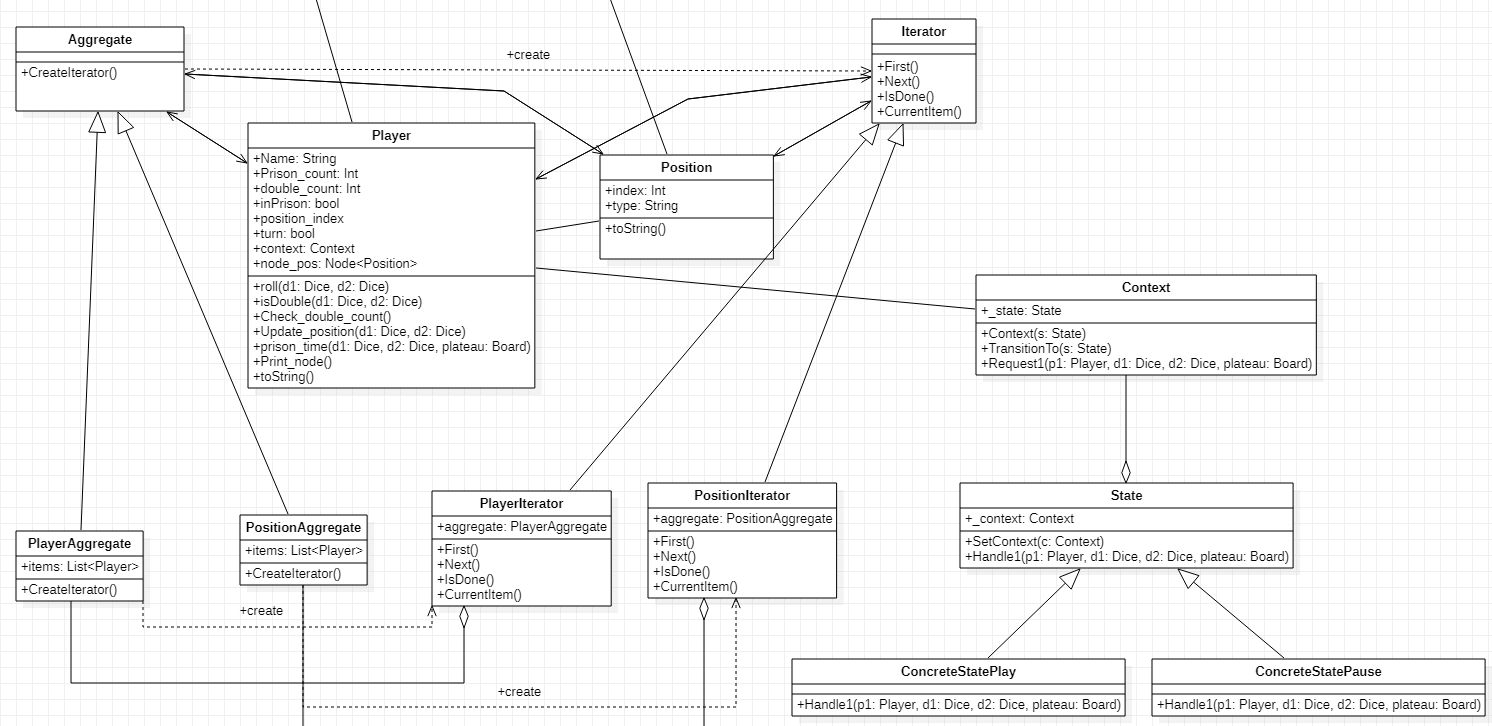 Aggregate
+CreateIterator()
+create
Iterator
+First()
+Next()
+IsDone()
+CurrentItem()
Player
+Name: String
+Prison_count: Int
+double_count: Int
+inPrison: bool
+position_index
+turn: bool
+context: Context
+node_pos: Node<Position>
+roll(d1: Dice, d2: Dice)
+isDouble(d1: Dice, d2: Dice)
+Check_double_count()
+Update_position(d1: Dice, d2: Dice)
+prison_time(d1: Dice, d2: Dice, plateau: Board)
+Print_node()
+toString()
Position
+index: Int
+type: String
+toString()
Context
+_state: State
+Context(s: State)
+TransitionTo(s: State)
+Request1(p1: Player, d1: Dice, d2: Dice, plateau: Board)
PlayerAggregate
+items: List<Player>
+CreateIterator()
PositionAggregate
+items: List<Player>
+CreateIterator()
+create
PlayerIterator
+aggregate: PlayerAggregate
+First()
+Next()
+IsDone()
+CurrentItem()
PositionIterator
+aggregate: PositionAggregate
+First()
+Next()
+IsDone()
+CurrentItem()
+create
State
+_context: Context
+SetContext(c: Context)
+Handle1(p1: Player, d1: Dice, d2: Dice, plateau: Board)
ConcreteStatePlay
+Handle1(p1: Player, d1: Dice, d2: Dice, plateau: Board)
ConcreteStatePause
+Handle1(p1: Player, d1: Dice, d2: Dice, plateau: Board)